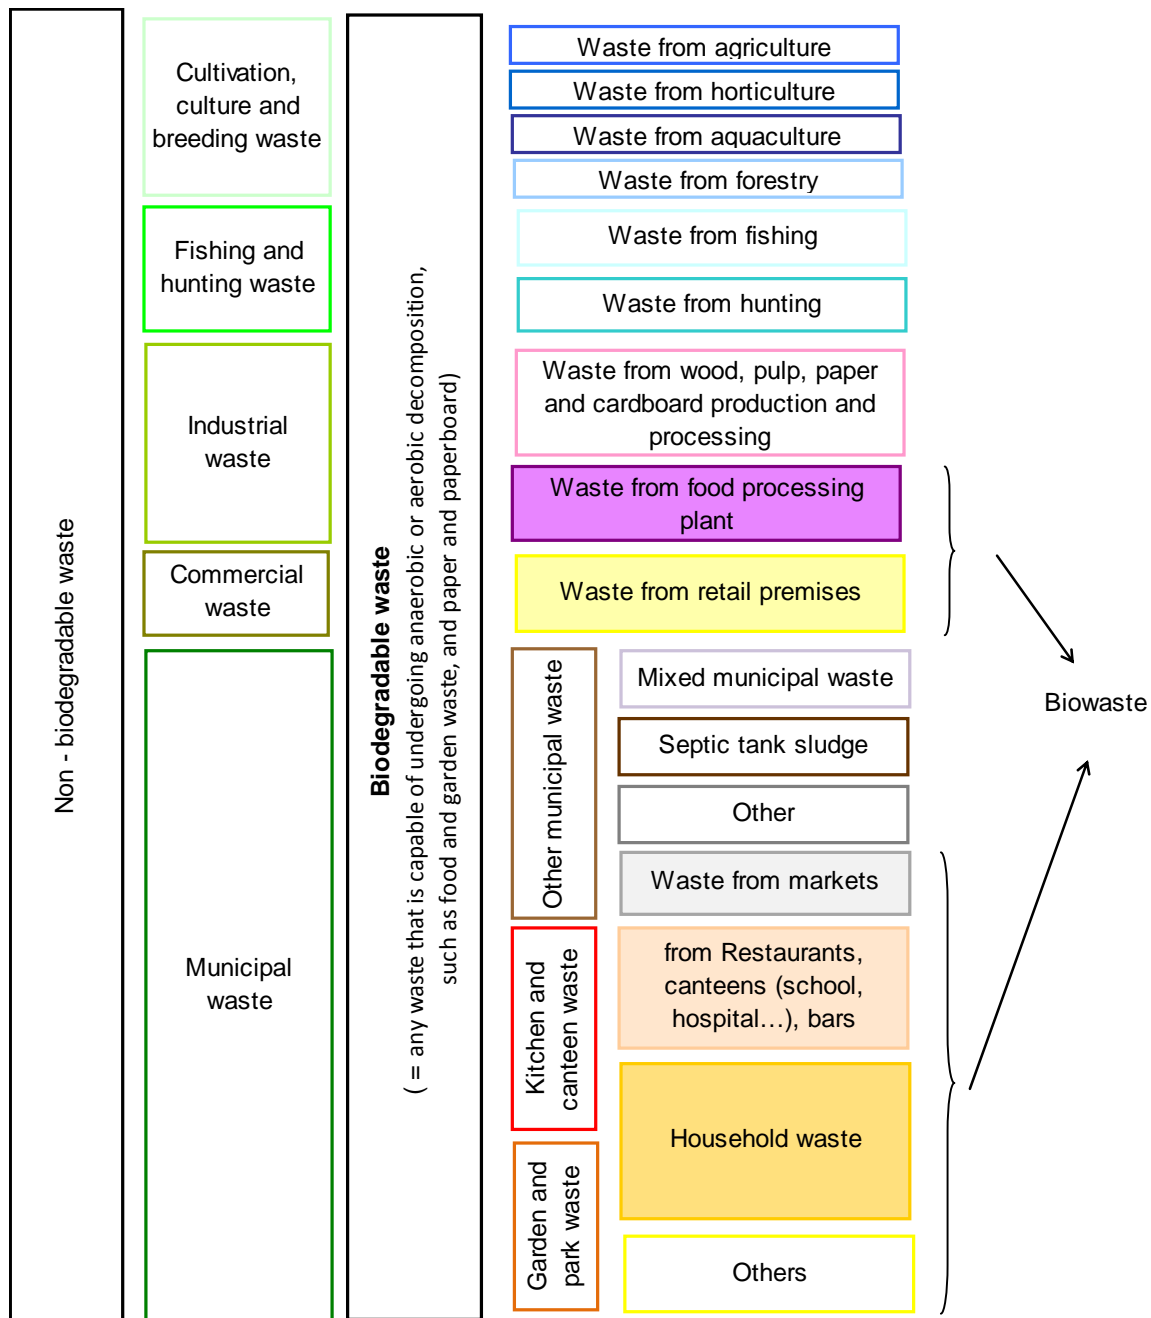 Non - biodegradable waste
Cultivation,
culture and
breeding waste
Fishing and
hunting waste
Industrial
waste
Commercial
waste
Municipal
waste
Biodegradable waste
( = any waste that is capable of undergoing anaerobic or aerobic decomposition,
such as food and garden waste, and paper and paperboard)
Waste from agriculture
Waste from horticulture
Waste from aquaculture
Waste from forestry
Waste from fishing
Waste from hunting
Waste from wood, pulp, paper
and cardboard production and
processing
Waste from food processing
plant
Waste from retail premises
Other municipal waste
Mixed municipal waste
Septic tank sludge
Other
Waste from markets
Kitchen and
canteen waste
from Restaurants,
canteens (school,
hospital…), bars
Household waste
Garden and
park waste
Others
Biowaste